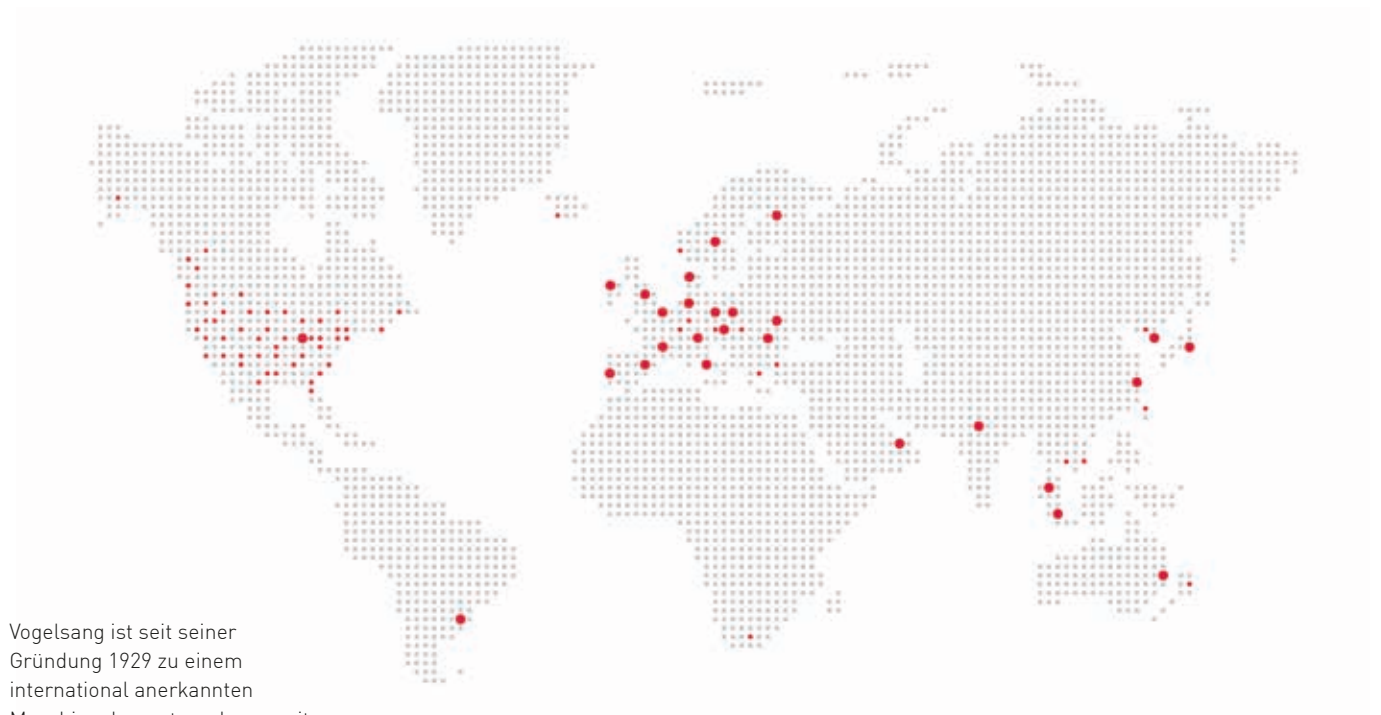 Vogelsang ist seit seiner
Gründung 1929 zu einem
international anerkannten